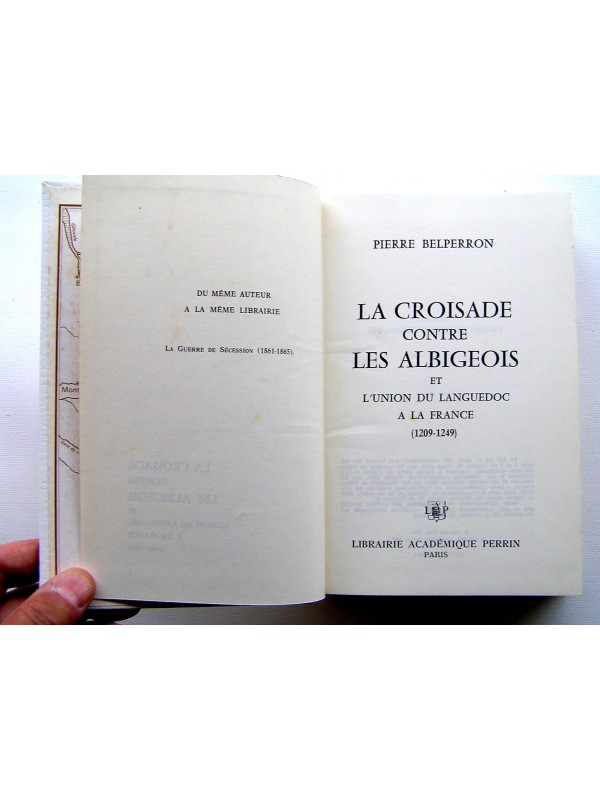 DU MÊME AUTEUR
A LA MÊME LIBRAIRIE
LA GUERRE DE SÉCESSION (1861-1865).
PIERRE BELPERRON
LA CROISADE
CONTRE
LES ALBIGEOIS
ET
L'UNION DU LANGUEDOC
A LA FRANCE
(1209-1249)
LIBRAIRIE ACADÉMIQUE PERRIN
PARIS